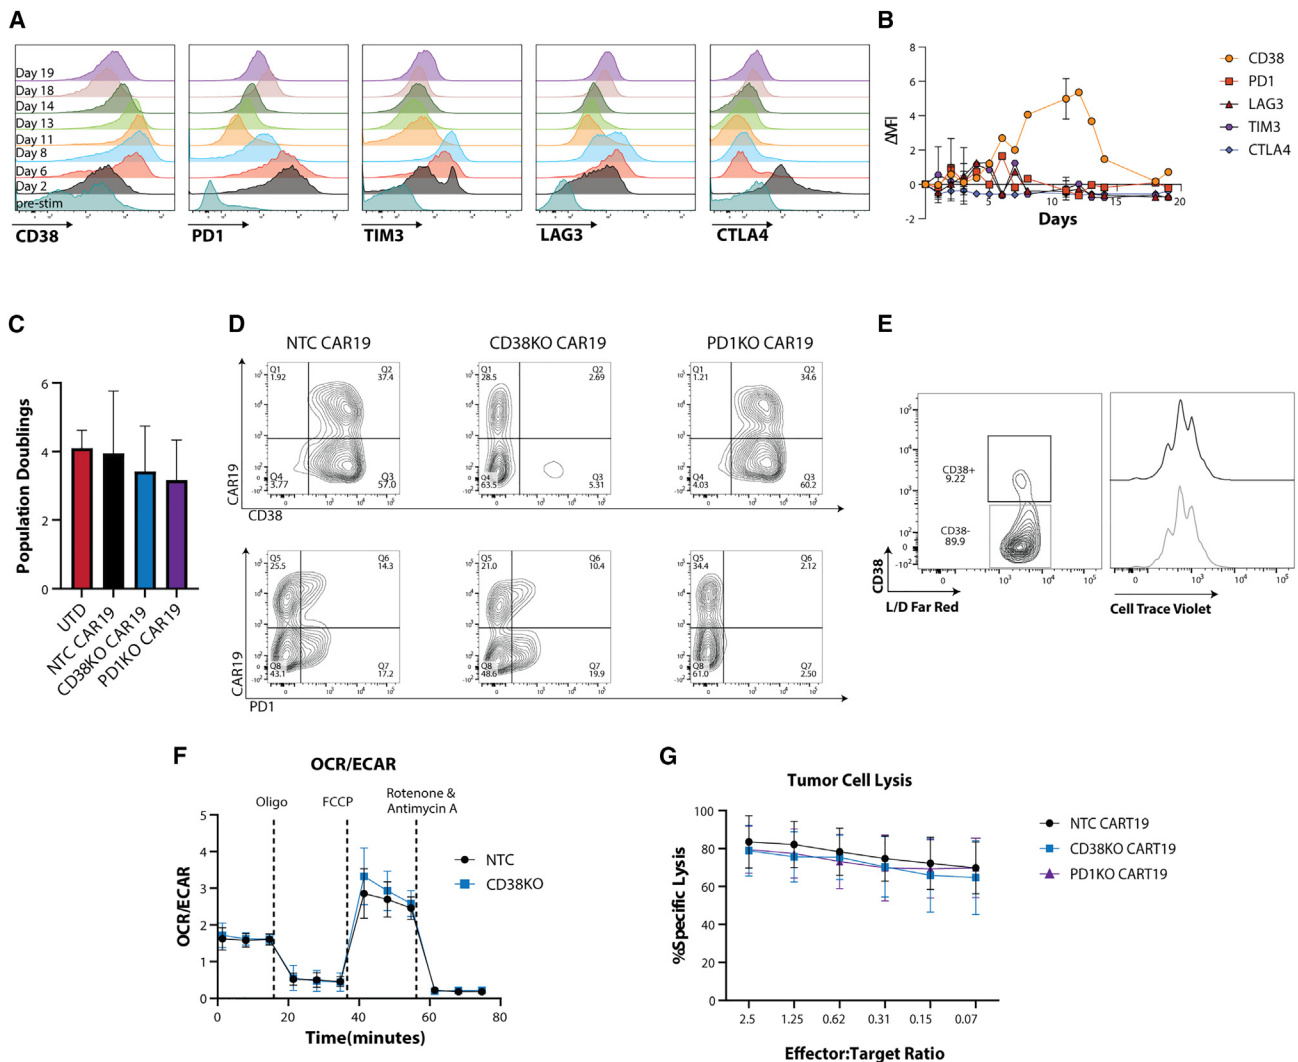 A
Day 19
Day 18
Day 14
Day 13
Day 11
Day 8
Day 6
Day 2
pre-stim
CD38
PD1
TIM3
LAG3
CTLA4
B
8
6
4
2
0
-2
5
10
15
20
ΔMFI
Days
CD38
PD1
LAG3
TIM3
CTLA4
C
Population Doublings
6
4
2
0
UTD
NTC CAR19
CD38KO CAR19
PD1KO CAR19
D
NTC CAR19
CD38KO CAR19
PD1KO CAR19
Q1
1.92
Q2
37.4
Q4
3.77
Q3
57.0
Q1
28.5
Q2
2.69
Q4
63.5
Q3
5.31
Q1
1.21
Q2
34.6
Q4
4.03
Q3
60.2
CAR19
CD38
Q5
25.5
Q6
14.3
Q8
43.1
Q7
17.2
Q5
21.0
Q6
10.4
Q8
48.6
Q7
19.9
Q5
34.4
Q6
2.12
Q8
61.0
Q7
2.50
CAR19
PD1
E
CD38+
9.22
CD38-
89.9
CD38
L/D Far Red
Cell Trace Violet
F
OCR/ECAR
Oligo
FCCP
Rotenone &
Antimycin A
OCR/ECAR
5
4
3
2
1
0
0
20
40
60
80
Time(minutes)
NTC
CD38KO
G
Tumor Cell Lysis
%Specific Lysis
100
80
60
40
20
0
2.5
1.25
0.62
0.31
0.15
0.07
Effector:Target Ratio
NTC CART19
CD38KO CART19
PD1KO CART19